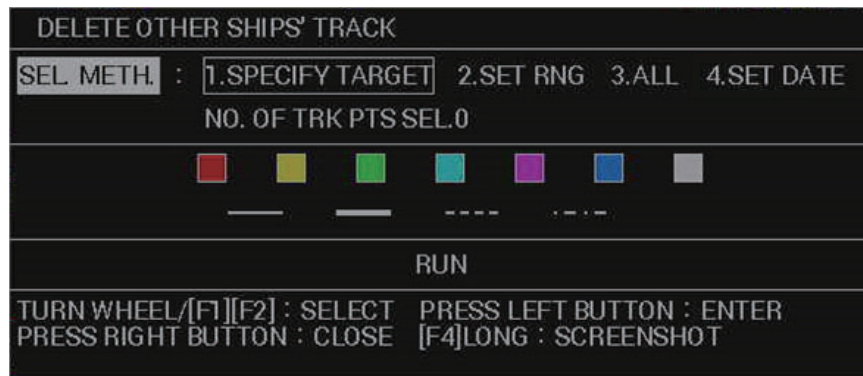 DELETE OTHER SHIPS' TRACK
SEL. METH. : 1.SPECIFY TARGET 2.SET RNG 3.ALL 4.SET DATE
NO. OF TRK PTS SEL.0
RUN
TURN WHEEL/[F1][F2] : SELECT PRESS LEFT BUTTON : ENTER
PRESS RIGHT BUTTON : CLOSE [F4]LONG : SCREENSHOT